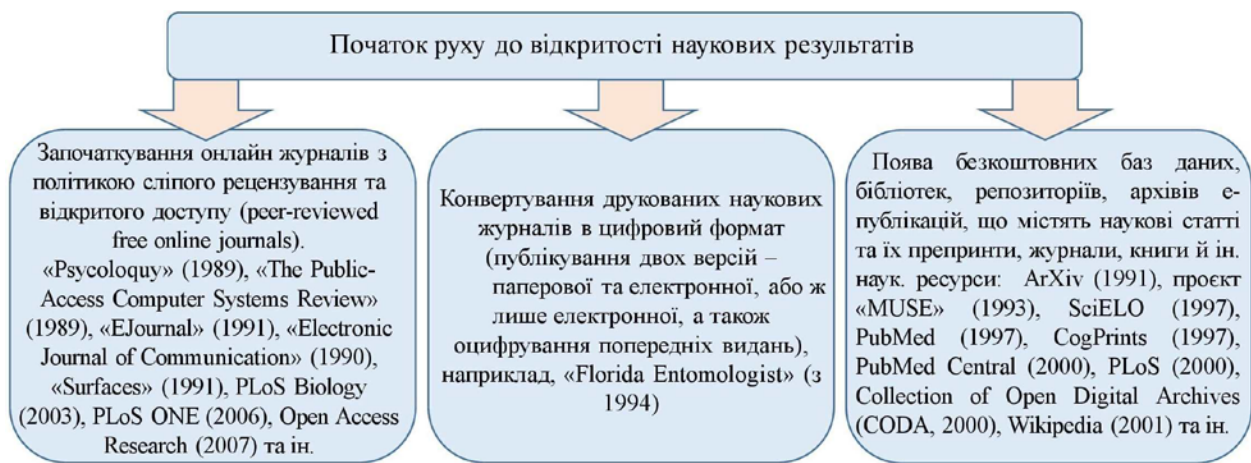 Початок руху до відкритості наукових результатів
Започаткування онлайн журналів з
політикою сліпого рецензування та
відкритого доступу (peer-reviewed
free online journals).
«Psycoloquy» (1989), «The Public-
Access Computer Systems Review»
(1989), «EJournal» (1991), «Electronic
Journal of Communication» (1990),
«Surfaces» (1991), PLoS Biology
(2003), PLoS ONE (2006), Open Access
Research (2007) та ін.
Конвертування друкованих наукових
журналів в цифровий формат
(публікування двох версій –
паперової та електронної, або ж
лише електронної, а також
оцифрування попередніх видань),
наприклад, «Florida Entomologist» (з
1994)
Поява безкоштовних баз даних,
бібліотек, репозиторіїв, архівів е-
публікацій, що містять наукові статті
та їх препринти, журнали, книги й ін.
наук. ресурси: ArXiv (1991), проєкт
«MUSE» (1993), SciELO (1997),
PubMed (1997), CogPrints (1997),
PubMed Central (2000), PLoS (2000),
Collection of Open Digital Archives
(CODA, 2000), Wikipedia (2001) та ін.